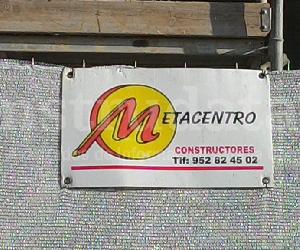 METACENTRO
CONSTRUCTORES
Tlf: 952 82 45 02